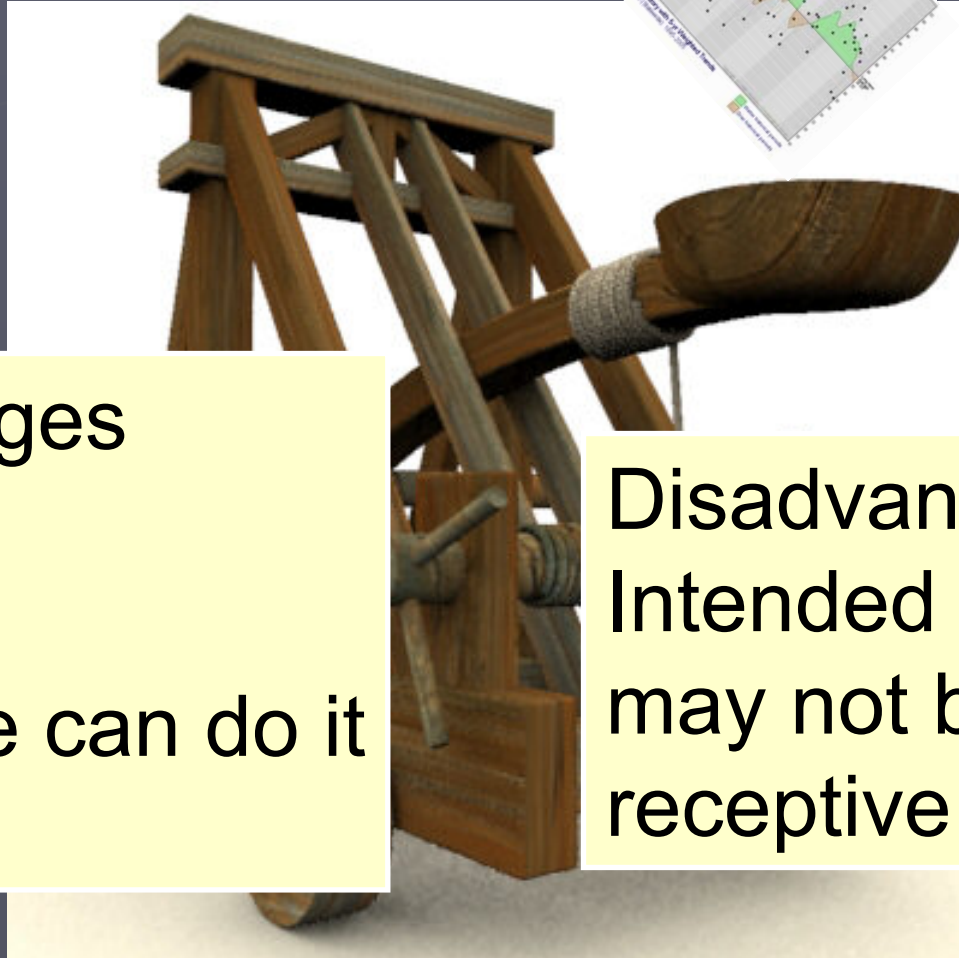 ges
e can do it
Disadvan
Intended
may not b
receptive